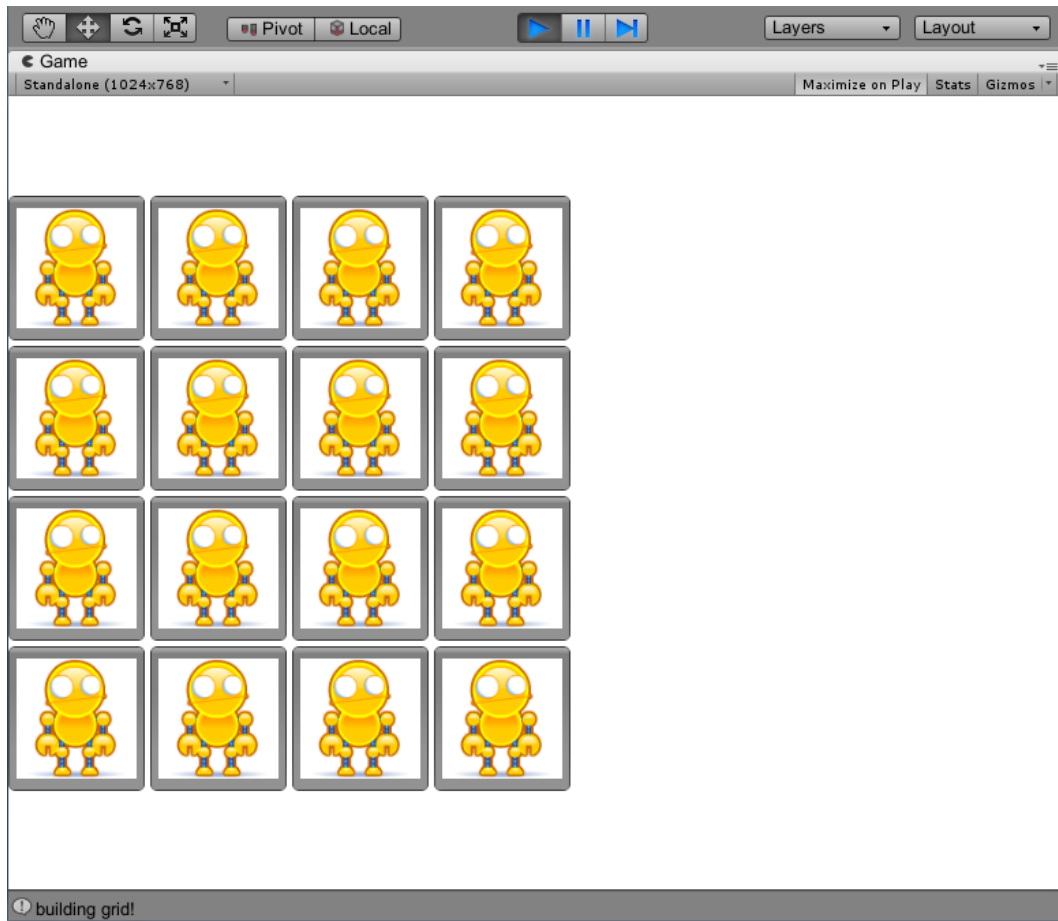 Pivot Local Layers Layout
Game
Standalone (1024x768) Maximize on Play Stats Gizmos
building grid!